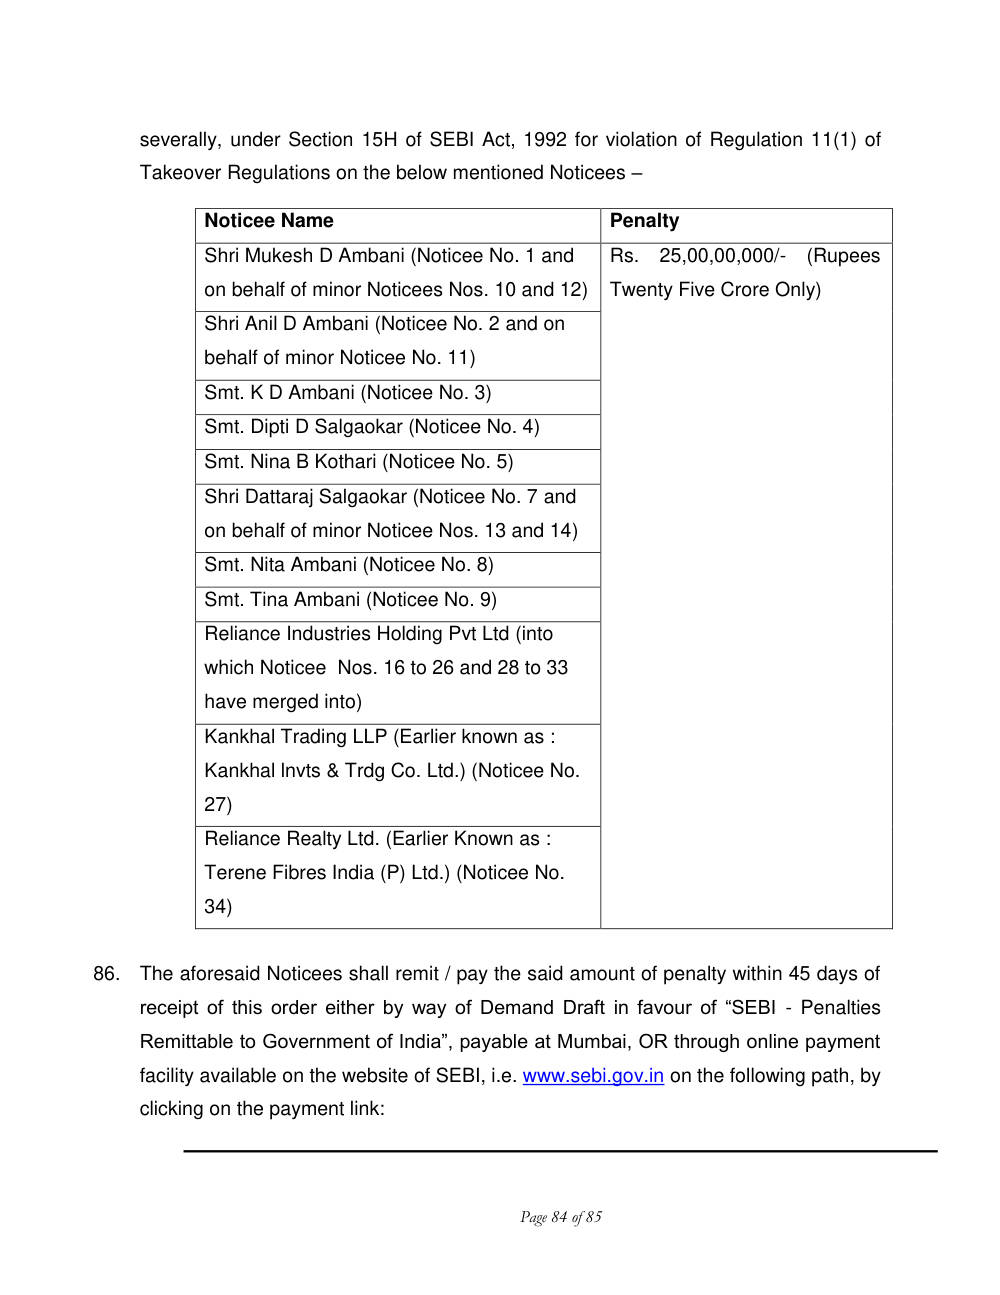 severally, under Section 15H of SEBI Act, 1992 for violation of Regulation 11(1) of
Takeover Regulations on the below mentioned Noticees –
Noticee Name
Penalty
Shri Mukesh D Ambani (Noticee No. 1 and
on behalf of minor Noticees Nos. 10 and 12)
Rs. 25,00,00,000/- (Rupees
Twenty Five Crore Only)
Shri Anil D Ambani (Noticee No. 2 and on
behalf of minor Noticee No. 11)
Smt. K D Ambani (Noticee No. 3)
Smt. Dipti D Salgaokar (Noticee No. 4)
Smt. Nina B Kothari (Noticee No. 5)
Shri Dattaraj Salgaokar (Noticee No. 7 and
on behalf of minor Noticee Nos. 13 and 14)
Smt. Nita Ambani (Noticee No. 8)
Smt. Tina Ambani (Noticee No. 9)
Reliance Industries Holding Pvt Ltd (into
which Noticee  Nos. 16 to 26 and 28 to 33
have merged into)
Kankhal Trading LLP (Earlier known as :
Kankhal Invts & Trdg Co. Ltd.) (Noticee No.
27)
Reliance Realty Ltd. (Earlier Known as :
Terene Fibres India (P) Ltd.) (Noticee No.
34)
86. The aforesaid Noticees shall remit / pay the said amount of penalty within 45 days of
receipt of this order either by way of Demand Draft in favour of “SEBI - Penalties
Remittable to Government of India”, payable at Mumbai, OR through online payment
facility available on the website of SEBI, i.e. www.sebi.gov.in on the following path, by
clicking on the payment link:
Page 84 of 85